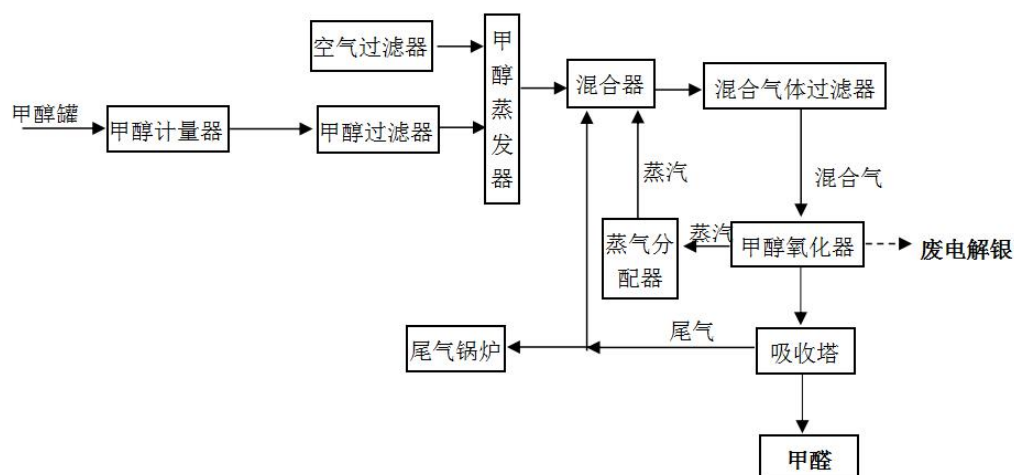 空气过滤器
甲醇罐
甲醇计量器
甲醇过滤器
甲
醇
蒸
发
器
混合器
混合气体过滤器
蒸汽
混合气
蒸气分
配器
蒸汽
甲醇氧化器
废电解银
尾气锅炉
尾气
吸收塔
甲醛